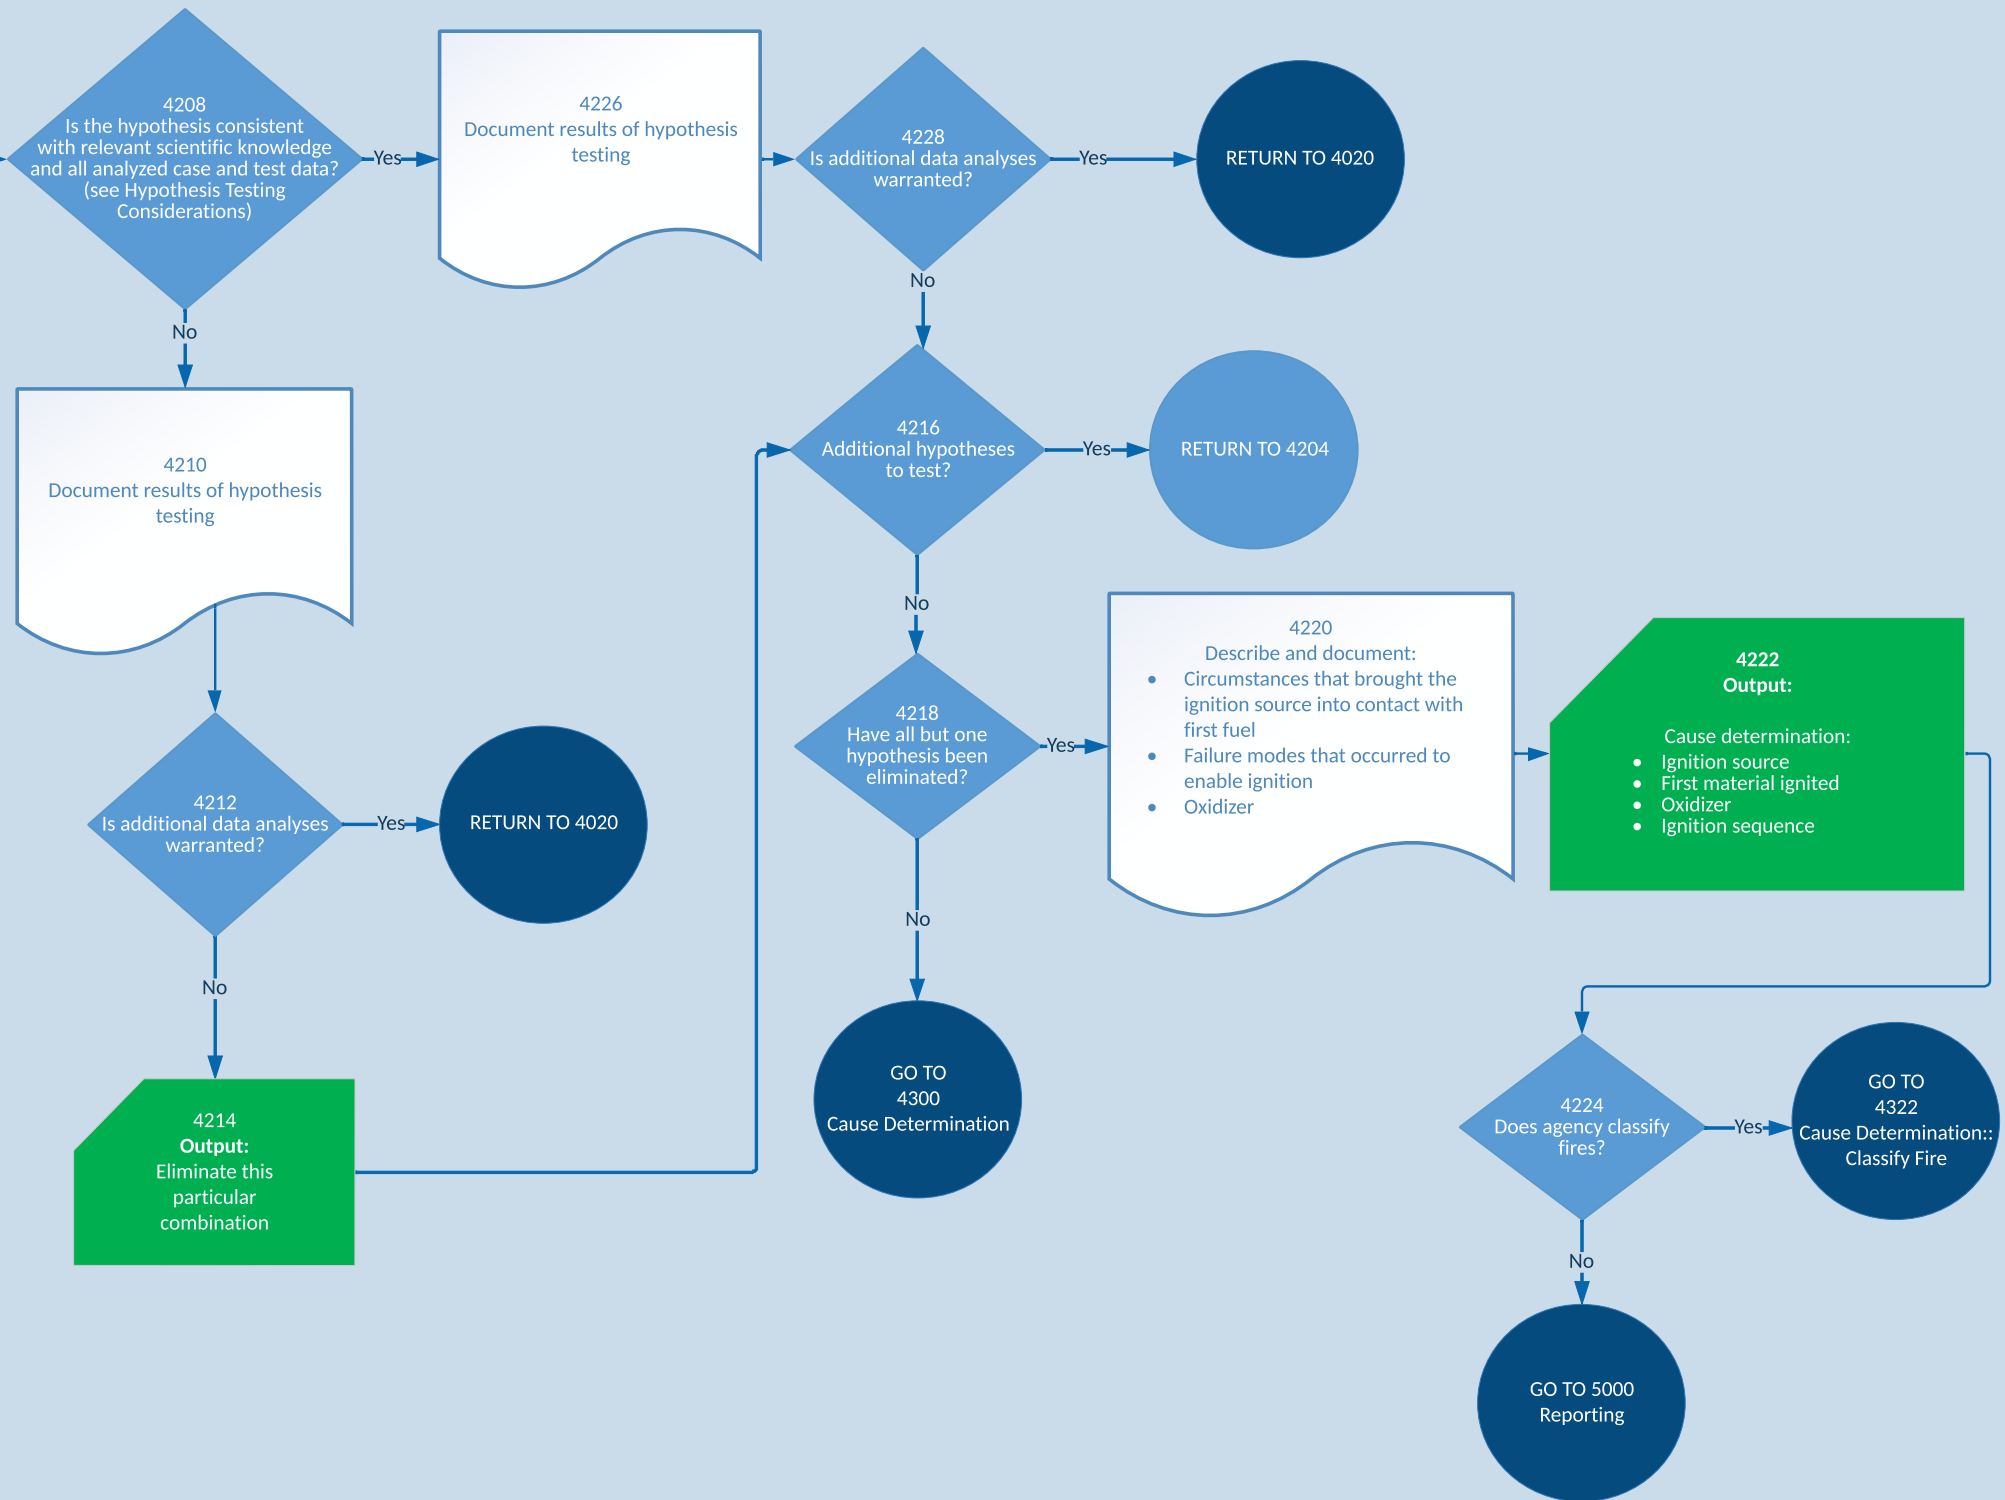 4208
Is the hypothesis consistent
with relevant scientific knowledge
and all analyzed case and test data?
(see Hypothesis Testing
Considerations)
Yes
4226
Document results of hypothesis
testing
4228
Is additional data analyses
warranted?
Yes
RETURN TO 4020
No
No
4210
Document results of hypothesis
testing
4216
Additional hypotheses
to test?
Yes
RETURN TO 4204
No
4212
Is additional data analyses
warranted?
Yes
RETURN TO 4020
No
4214
Output:
Eliminate this
particular
combination
4218
Have all but one
hypothesis been
eliminated?
Yes
No
GO TO
4300
Cause Determination
4220
Describe and document:
• Circumstances that brought the
ignition source into contact with
first fuel
• Failure modes that occurred to
enable ignition
• Oxidizer
4222
Output:
Cause determination:
• Ignition source
• First material ignited
• Oxidizer
• Ignition sequence
4224
Does agency classify
fires?
Yes
GO TO
4322
Cause Determination::
Classify Fire
No
GO TO 5000
Reporting